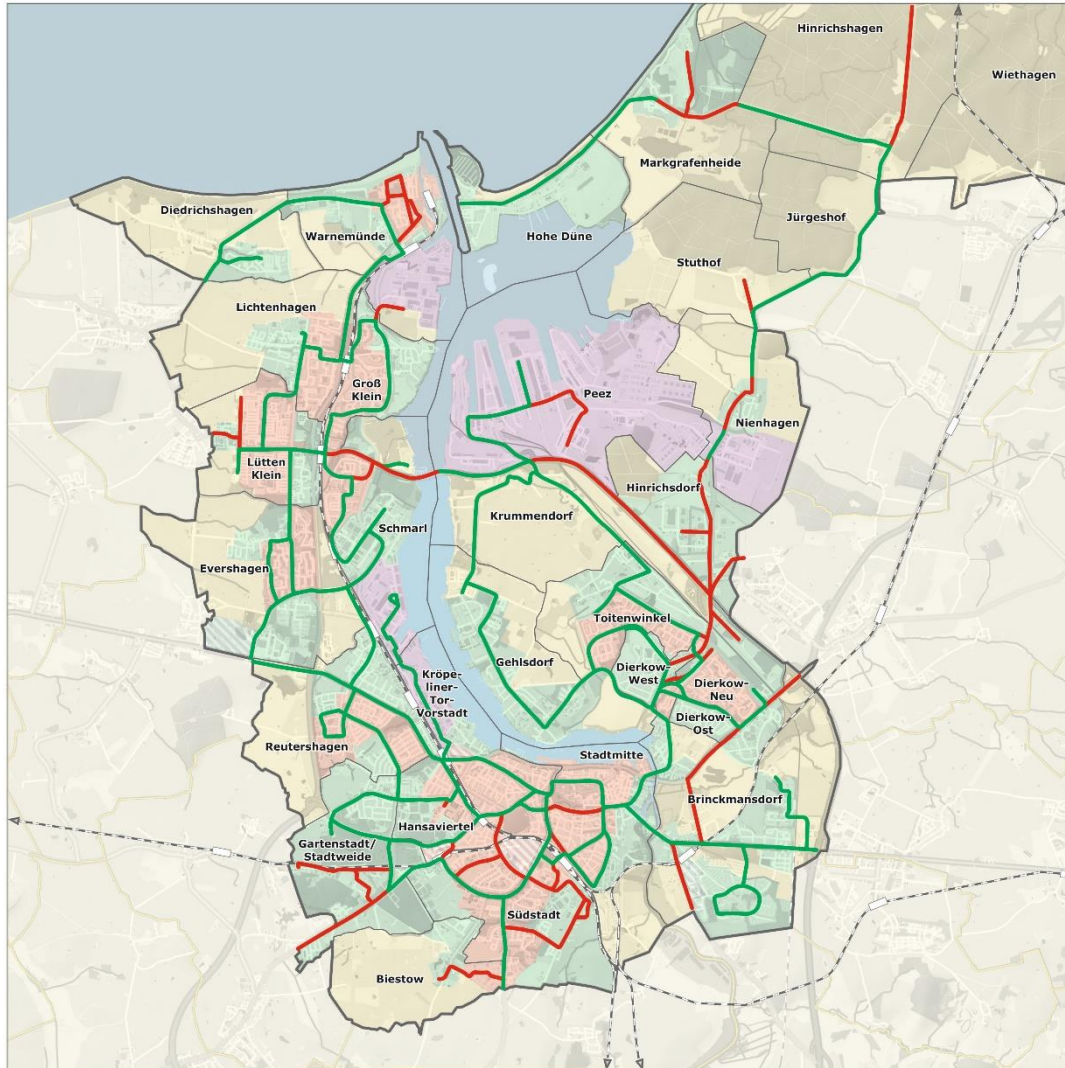 Hinrichshagen
Wiethagen
Markgrafenheide
Diedrichshagen
Jürgeshof
Warnemünde
Hohe Düne
Stuthof
Lichtenhagen
Groß
Klein
Peez
Nienhagen
Lütten
Klein
Hinrichsdorf
Krummendorf
Schmarl
Evershagen
Toitenwinkel
Gehlsdorf
Dierkow-
West
Kröpe-
liner-
Tor-
Vorstadt
Dierkow-
Neu
Dierkow-
Ost
Reutershagen
Stadtmitte
Brinckmansdorf
Hansaviertel
Gartenstadt/
Stadtweide
Südstadt
Biestow